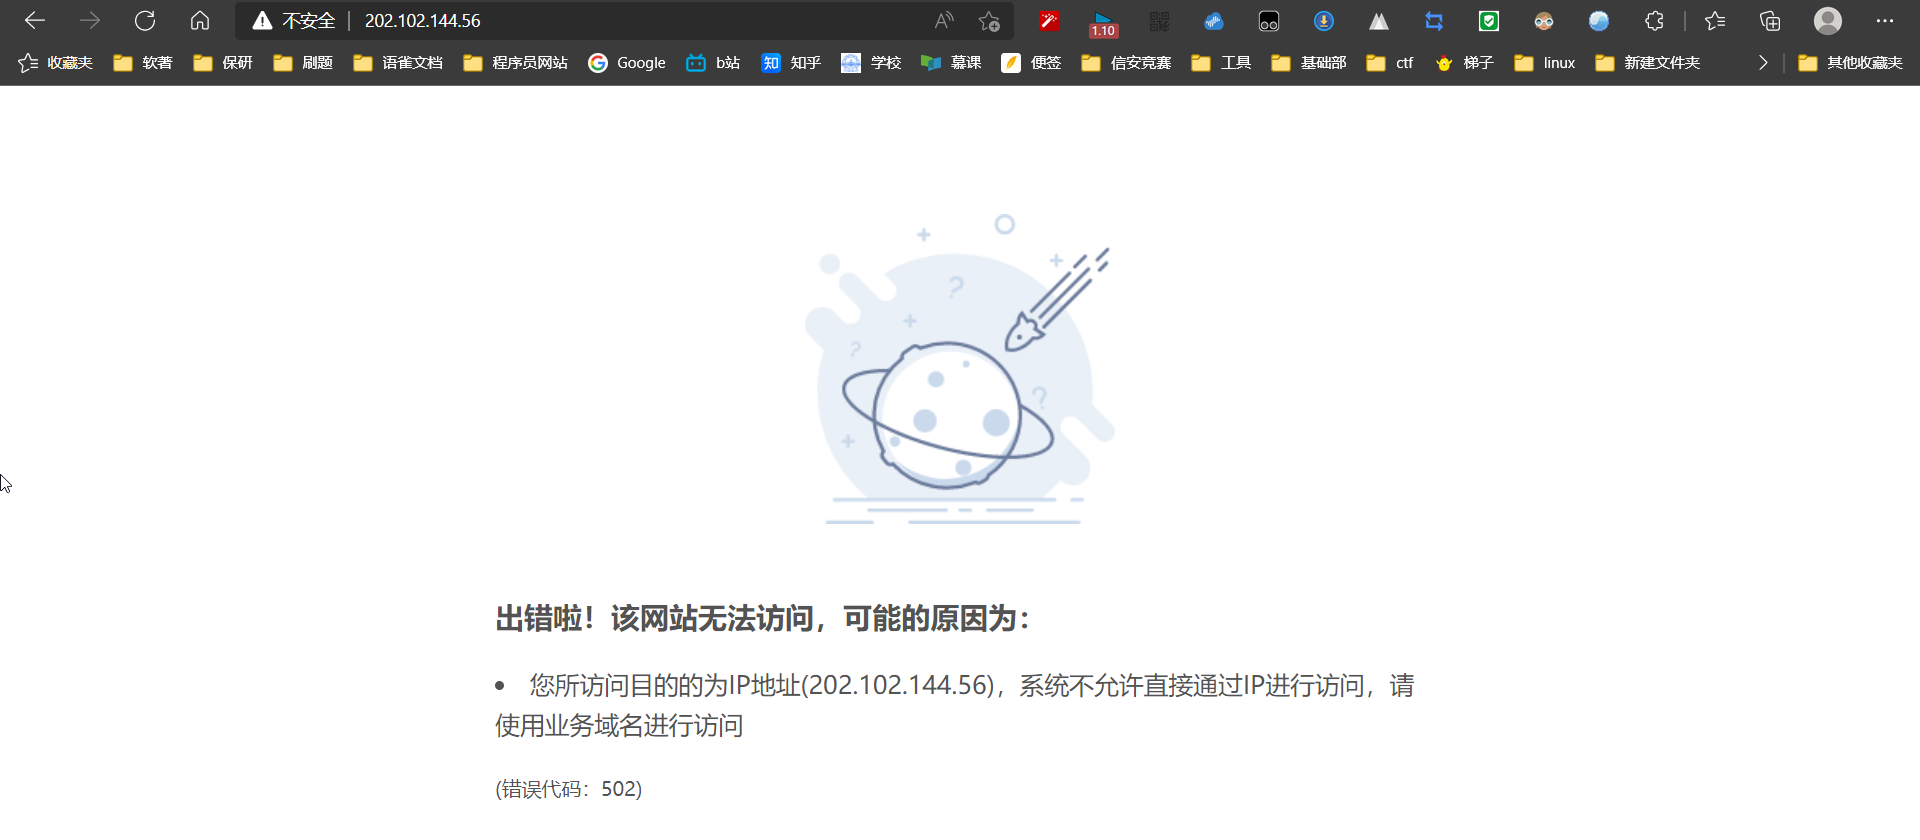 不安全 202.102.144.56
1.10
收藏夹 软著 保研 刷题 语雀文档 程序员网站 Google b站 知 知乎 学校 慕课 便签 信安竞赛 工具 基础部 ctf 梯子 linux 新建文件夹 其他收藏夹
出错啦！该网站无法访问，可能的原因为：
• 您所访问目的的为IP地址(202.102.144.56)，系统不允许直接通过IP进行访问，请
使用业务域名进行访问
(错误代码：502)